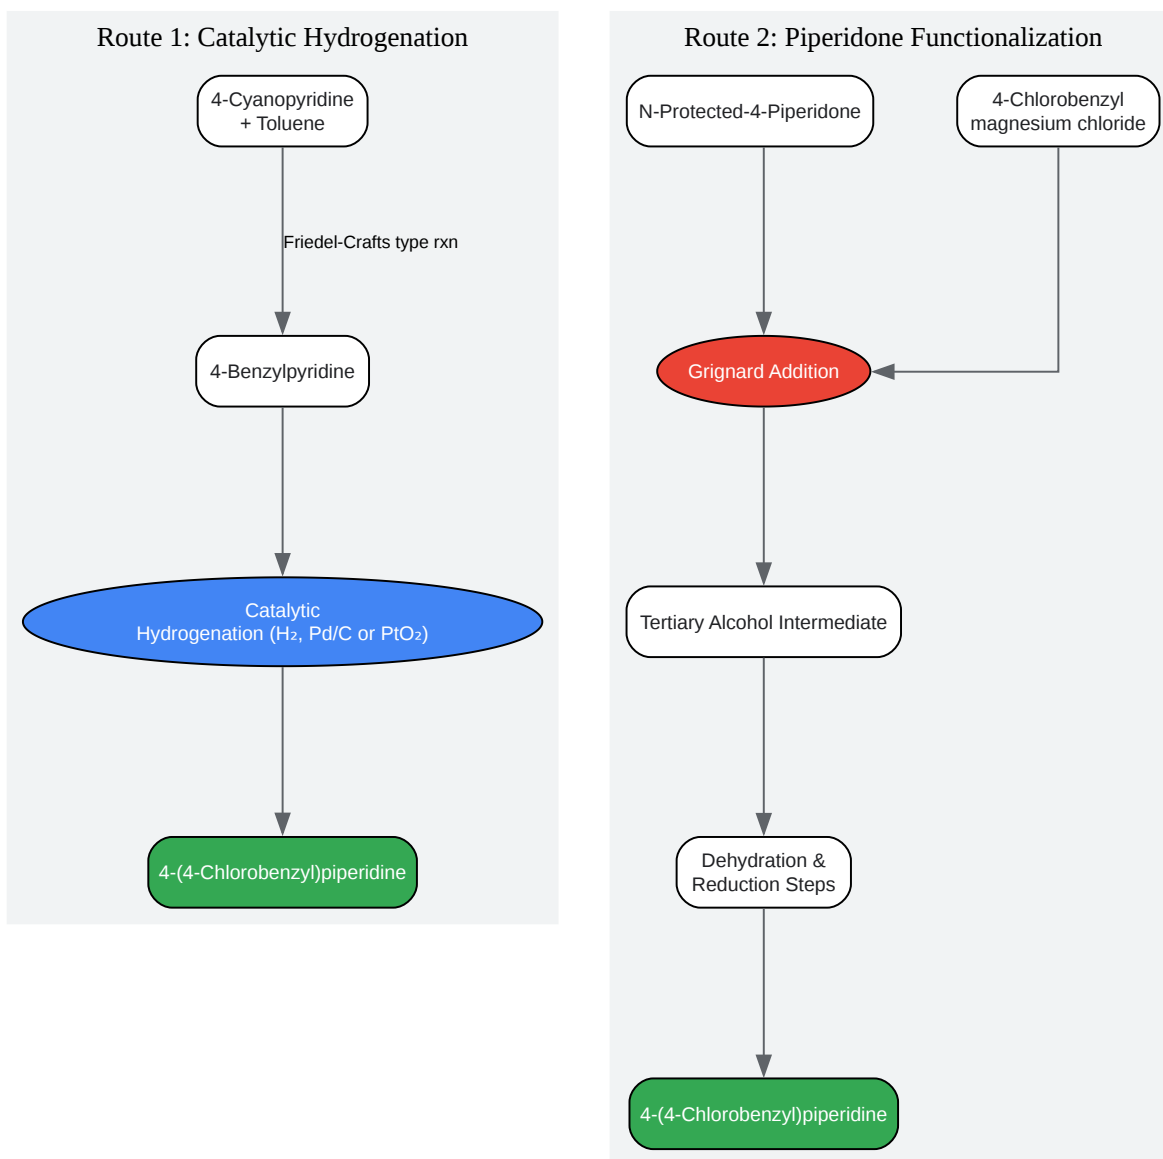 Route 1: Catalytic Hydrogenation
4-Cyanopyridine
+ Toluene
Friedel-Crafts type rxn
4-Benzylpyridine
Catalytic
Hydrogenation (H₂, Pd/C or PtO₂)
4-(4-Chlorobenzyl)piperidine
Route 2: Piperidone Functionalization
N-Protected-4-Piperidone
4-Chlorobenzyl
magnesium chloride
Grignard Addition
Tertiary Alcohol Intermediate
Dehydration &
Reduction Steps
4-(4-Chlorobenzyl)piperidine